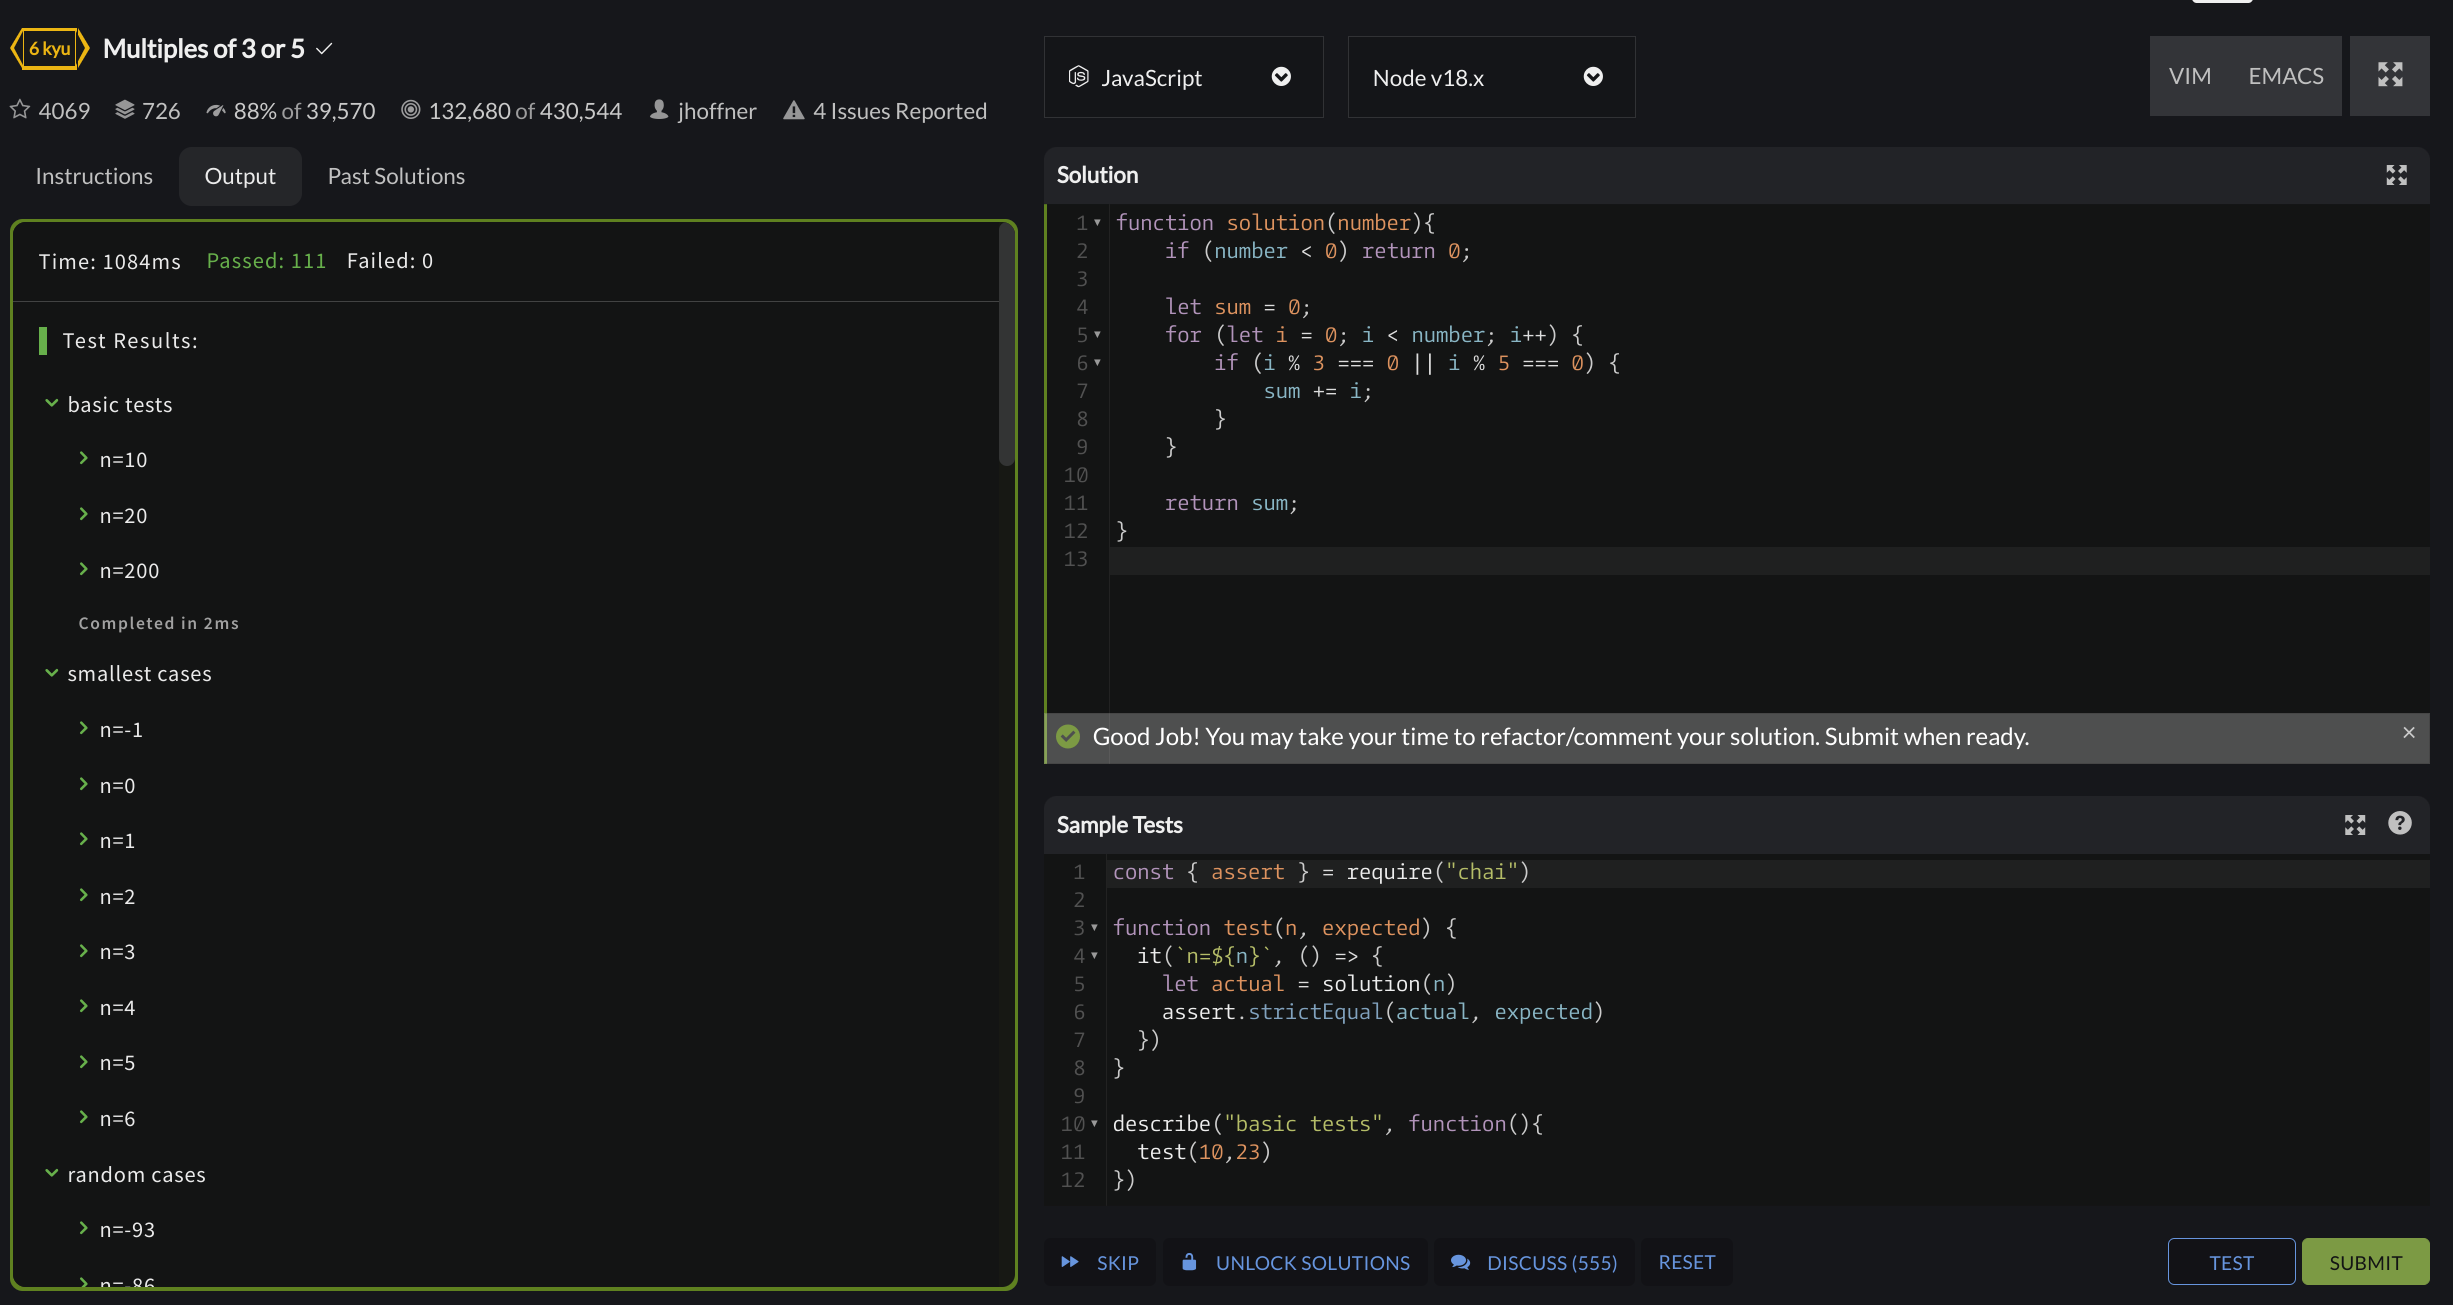 6 kyu
Multiples of 3 or 5
4069 726 88% of 39,570 132,680 of 430,544 jhoffner 4 Issues Reported
Instructions Output Past Solutions
Time: 1084ms Passed: 111 Failed: 0
Test Results:
basic tests
n=10
n=20
n=200
Completed in 2ms
smallest cases
n=-1
n=0
n=1
n=2
n=3
n=4
n=5
n=6
random cases
n=-93
n=-86
JavaScript
Node v18.x
VIM EMACS
Solution
1 function solution(number){
2     if (number < 0) return 0;
3
4     let sum = 0;
5     for (let i = 0; i < number; i++) {
6         if (i % 3 === 0 || i % 5 === 0) {
7             sum += i;
8         }
9     }
10
11     return sum;
12 }
13
Good Job! You may take your time to refactor/comment your solution. Submit when ready.
Sample Tests
1 const { assert } = require("chai")
2
3 function test(n, expected) {
4   it(`n=${n}`, () => {
5     let actual = solution(n)
6     assert.strictEqual(actual, expected)
7   })
8 }
9
10 describe("basic tests", function(){
11   test(10,23)
12 })
SKIP UNLOCK SOLUTIONS DISCUSS (555) RESET TEST SUBMIT